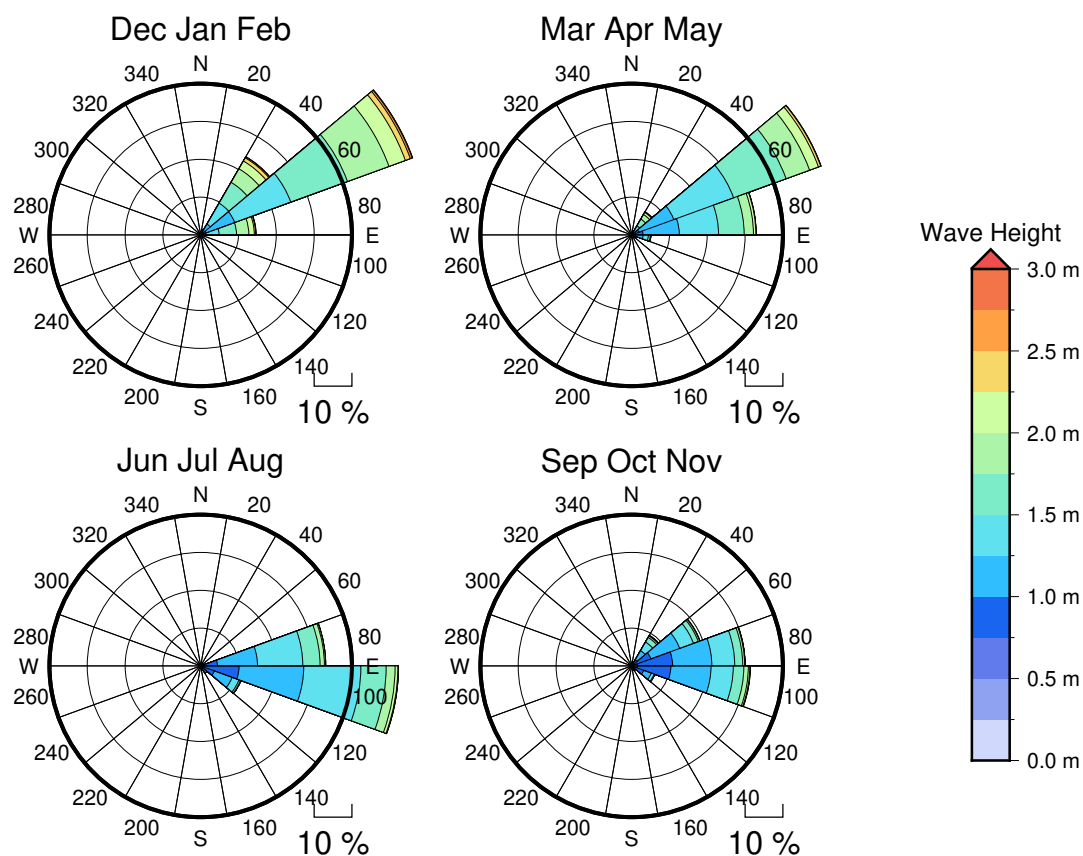 Dec Jan Feb
N
20
40
60
80
E
100
120
140
160
S
200
220
240
260
W
280
300
320
340
10 %
Mar Apr May
N
20
40
60
80
E
100
120
140
160
S
200
220
240
260
W
280
300
320
340
10 %
Jun Jul Aug
N
20
40
60
80
E
100
120
140
160
S
200
220
240
260
W
280
300
320
340
10 %
Sep Oct Nov
N
20
40
60
80
E
100
120
140
160
S
200
220
240
260
W
280
300
320
340
10 %
Wave Height
3.0 m
2.5 m
2.0 m
1.5 m
1.0 m
0.5 m
0.0 m